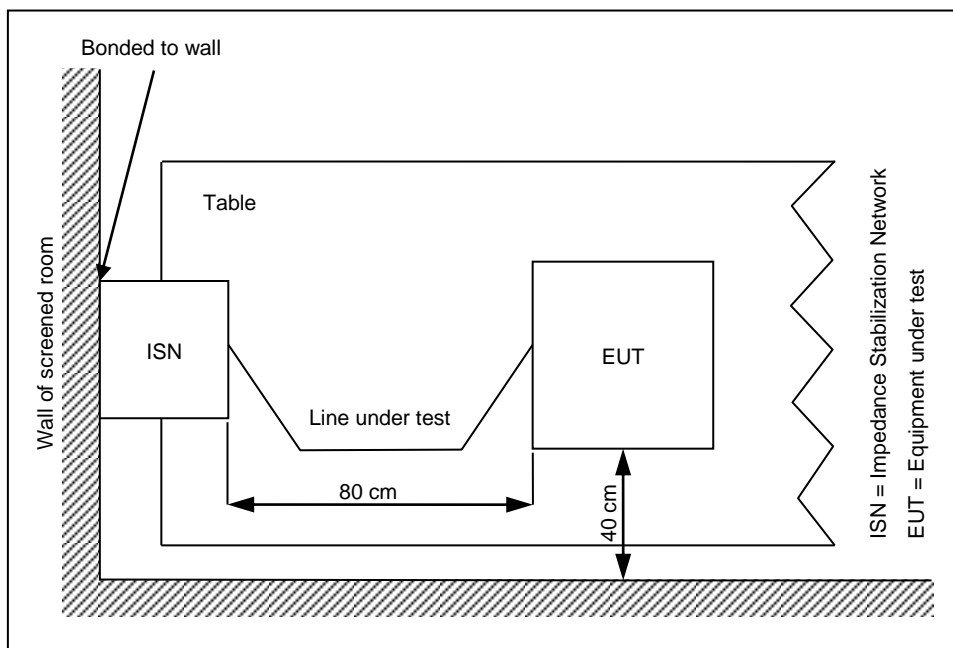 Bonded to wall
Table
Wall of screened room
ISN
EUT
Line under test
80 cm
40 cm
ISN = Impedance Stabilization Network
EUT = Equipment under test